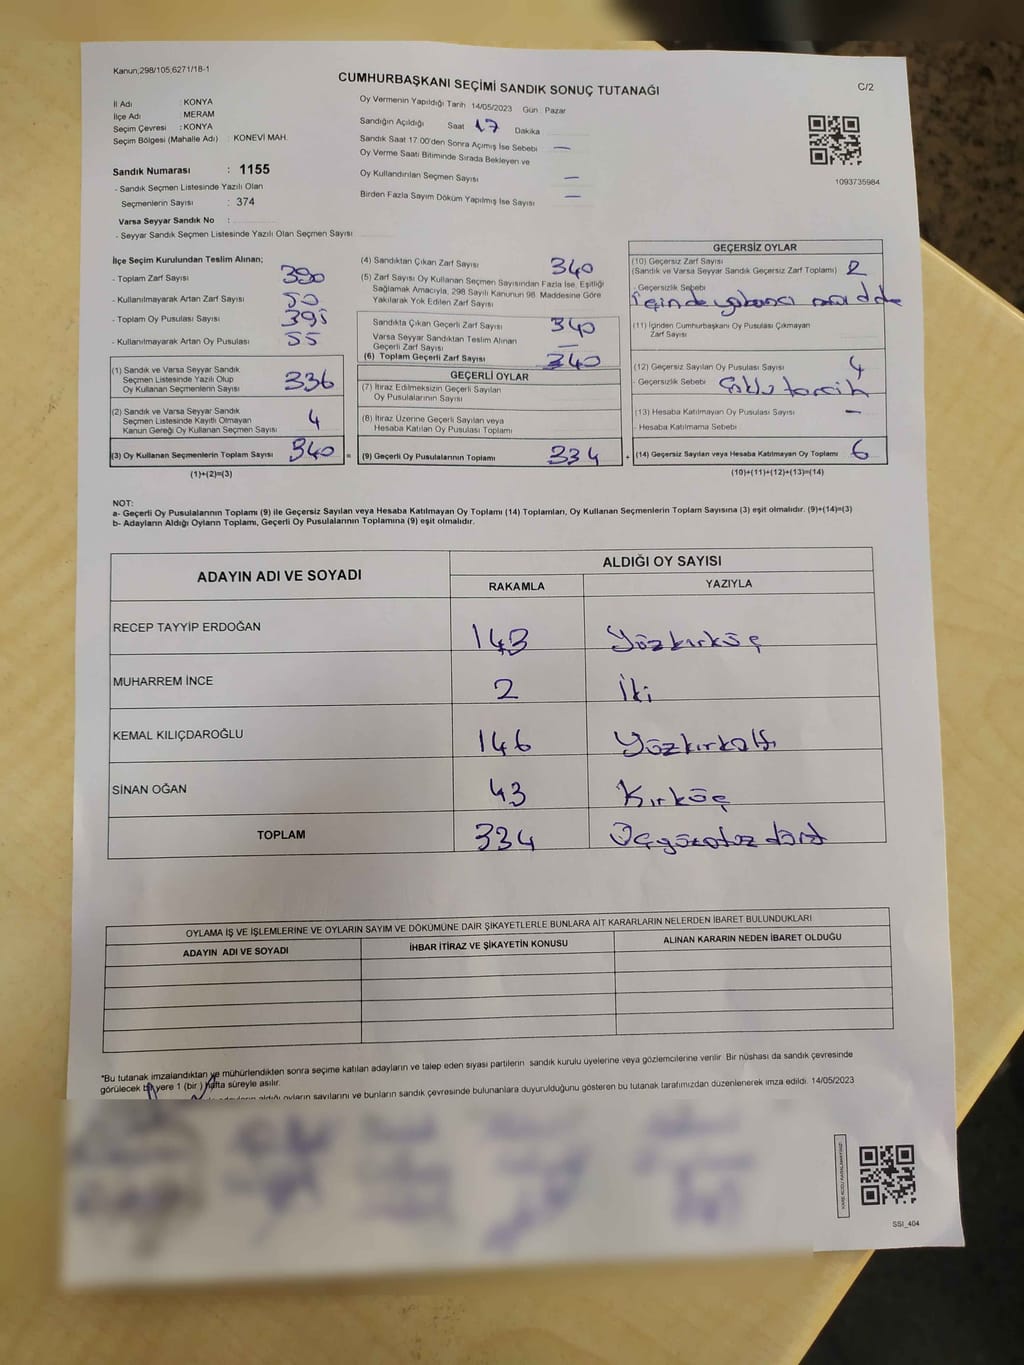 Kanun,298/105,6271/18-1
CUMHURBAŞKANI SEÇİMİ SANDIK SONUÇ TUTANAĞI
C/2
İl Adı : KONYA
İlçe Adı : MERAM
Seçim Çevresi : KONYA
Seçim Bölgesi (Mahalle Adı) : KONEVİ MAH.
Sandık Numarası : 1155
- Sandık Seçmen Listesinde Yazılı Olan
Seçmenlerin Sayısı : 374
Varsa Seyyar Sandık No :
- Seyyar Sandık Seçmen Listesinde Yazılı Olan Seçmen Sayısı
Oy Vermenin Yapıldığı Tarih 14/05/2023 Gün : Pazar
Sandığın Açıldığı Saat 17 Dakika
Sandık Saat 17:00'den Sonra Açımış İse Sebebi —
Oy Verme Saati Bitiminde Sırada Bekleyen ve
Oy Kullandırılan Seçmen Sayısı —
Birden Fazla Sayım Döküm Yapılmış İse Sayısı —
1093735984
İlçe Seçim Kurulundan Teslim Alınan;
- Toplam Zarf Sayısı 390
- Kullanılmayarak Artan Zarf Sayısı 50
- Toplam Oy Pusulası Sayısı 395
- Kullanılmayarak Artan Oy Pusulası 55
(1) Sandık ve Varsa Seyyar Sandık
Seçmen Listesinde Yazılı Olup
Oy Kullanan Seçmenlerin Sayısı 336
(2) Sandık ve Varsa Seyyar Sandık
Seçmen Listesinde Kayıtlı Olmayan
Kanun Gereği Oy Kullanan Seçmen Sayısı 4
(3) Oy Kullanan Seçmenlerin Toplam Sayısı 340 =
(1)+(2)=(3)
(4) Sandıktan Çıkan Zarf Sayısı 340
(5) Zarf Sayısı Oy Kullanan Seçmen Sayısından Fazla İse, Eşitliği
Sağlamak Amacıyla, 298 Sayılı Kanunun 98. Maddesine Göre
Yakılarak Yok Edilen Zarf Sayısı
Sandıkta Çıkan Geçerli Zarf Sayısı 340
Varsa Seyyar Sandıktan Teslim Alınan
Geçerli Zarf Sayısı —
(6) Toplam Geçerli Zarf Sayısı 340
GEÇERLİ OYLAR
(7) İtiraz Edilmeksizin Geçerli Sayılan
Oy Pusulalarının Sayısı
(8) İtiraz Üzerine Geçerli Sayılan veya
Hesaba Katılan Oy Pusulası Toplamı
(9) Geçerli Oy Pusulalarının Toplamı 334 +
GEÇERSİZ OYLAR
(10) Geçersiz Zarf Sayısı
(Sandık ve Varsa Seyyar Sandık Geçersiz Zarf Toplamı) 2
- Geçersizlik Sebebi
içinde yabancı madde
(11) İçinden Cumhurbaşkanı Oy Pusulası Çıkmayan
Zarf Sayısı
(12) Geçersiz Sayılan Oy Pusulası Sayısı 4
- Geçersizlik Sebebi Çoklu tercih
(13) Hesaba Katılmayan Oy Pusulası Sayısı —
- Hesaba Katılmama Sebebi
(14) Geçersiz Sayılan veya Hesaba Katılmayan Oy Toplamı 6
(10)+(11)+(12)+(13)=(14)
NOT:
a- Geçerli Oy Pusulalarının Toplamı (9) ile Geçersiz Sayılan veya Hesaba Katılmayan Oy Toplamı (14) Toplamları, Oy Kullanan Seçmenlerin Toplam Sayısına (3) eşit olmalıdır. (9)+(14)=(3)
b- Adayların Aldığı Oyların Toplamı, Geçerli Oy Pusulalarının Toplamına (9) eşit olmalıdır.
ADAYIN ADI VE SOYADI
ALDIĞI OY SAYISI
RAKAMLA YAZIYLA
RECEP TAYYİP ERDOĞAN 143 Yüzkırküç
MUHARREM İNCE 2 İki
KEMAL KILIÇDAROĞLU 146 Yüzkırkaltı
SİNAN OĞAN 43 Kırküç
TOPLAM 334 Üçyüzotuz dört
OYLAMA İŞ VE İŞLEMLERİNE VE OYLARIN SAYIM VE DÖKÜMÜNE DAİR ŞİKAYETLERLE BUNLARA AİT KARARLARIN NELERDEN İBARET BULUNDUKLARI
ADAYIN ADI VE SOYADI İHBAR İTİRAZ VE ŞİKAYETİN KONUSU ALINAN KARARIN NEDEN İBARET OLDUĞU
"Bu tutanak imzalandıktan ve mühürlendikten sonra seçime katılan adayların ve talep eden siyasi partilerin sandık kurulu üyelerine veya gözlemcilerine verilir. Bir nüshası da sandık çevresinde
görülecek bir yere 1 (bir ) hafta süreyle asılır.
aldığı oyların sayılarını ve bunların sandık çevresinde bulunanlara duyurulduğunu gösteren bu tutanak tarafımızdan düzenlenerek imza edildi. 14/05/2023
SSI_404